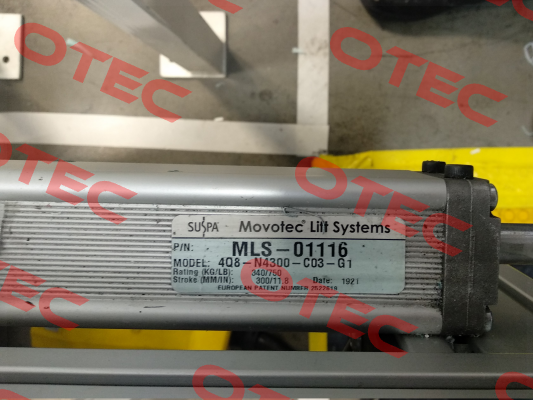 SUSPA Movotec Lift Systems
P/N: MLS-01116
MODEL: 4Q8-N4300-C03-G1
Rating (KG/LB): 340/750
Stroke (MM/IN): 300/11.8 Date: 1921
EUROPEAN PATENT NUMBER 2522619
OTEC
OTEC
OTEC
OTEC
OTEC
OTEC
OTEC